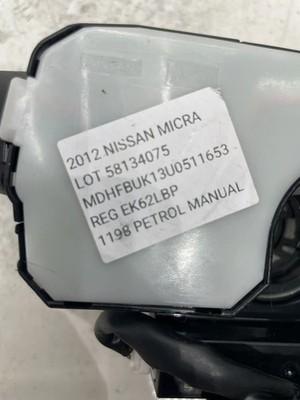 2012 NISSAN MICRA
LOT 58134075
MDHFBUK13U0511653
REG EK62LBP
1198 PETROL MANUAL